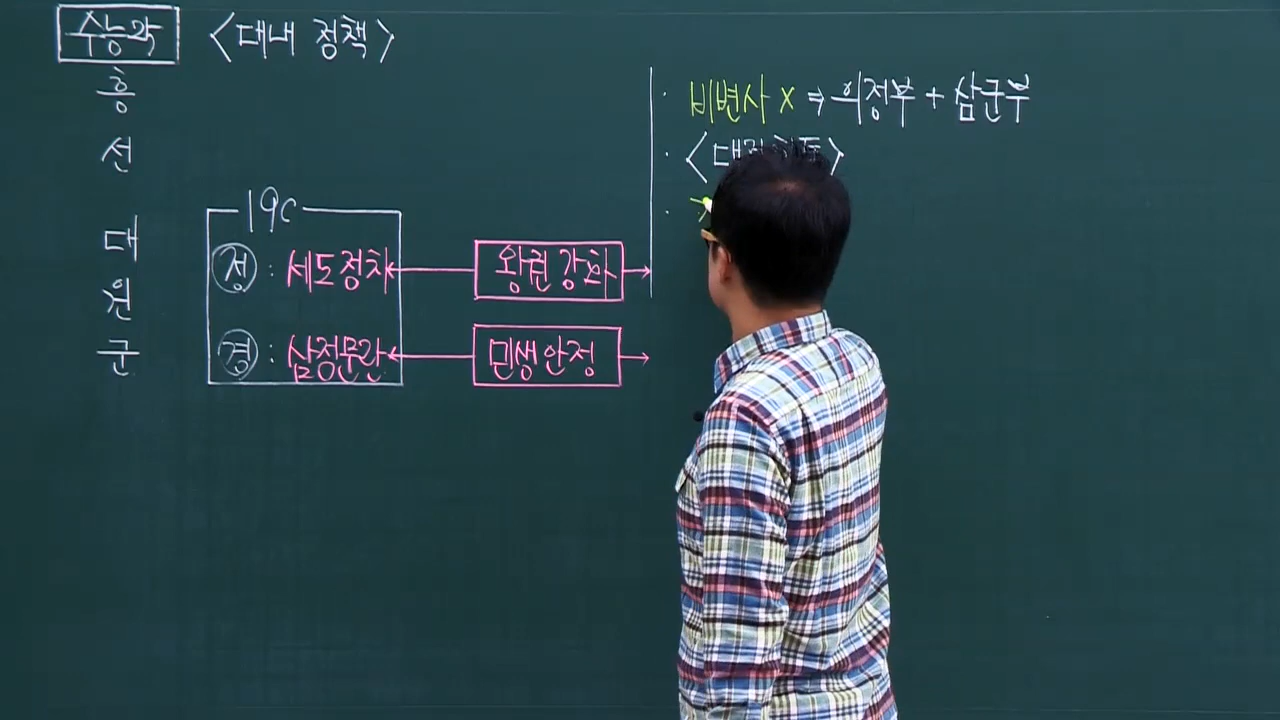 수능각 〈대내 정책〉
흥
선
대
원
군
19c
정 : 세도정치
경 : 삼정문란
왕권 강화
민생안정
· 비변사 x ⇒ 의정부 + 삼군부
· 〈대 〉
·